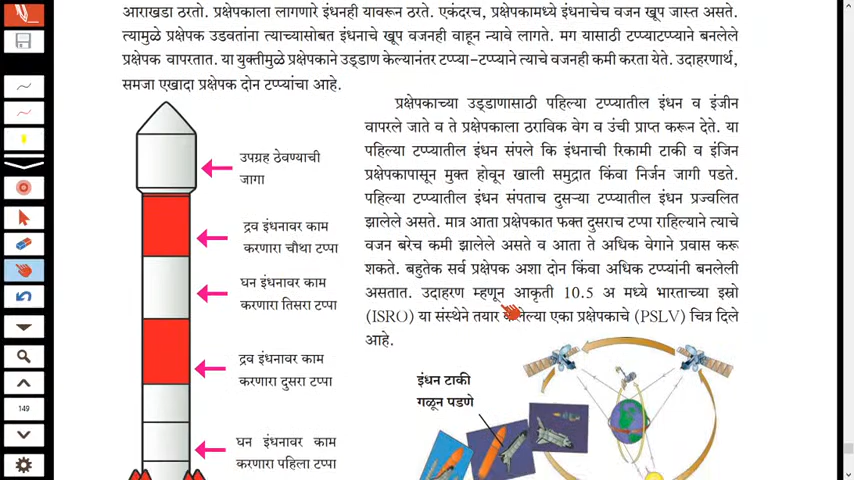 आराखडा ठरतो. प्रक्षेपकाला लागणारे इंधनही यावरून ठरते. एकंदरच, प्रक्षेपकामध्ये इंधनाचेच वजन खूप जास्त असते.
त्यामुळे प्रक्षेपक उडवतांना त्याच्यासोबत इंधनाचे खूप वजनही वाहून न्यावे लागते. मग यासाठी टप्प्याटप्प्याने बनलेले
प्रक्षेपक वापरतात. या युक्तीमुळे प्रक्षेपकाने उड्डाण केल्यानंतर टप्प्या-टप्प्याने त्याचे वजनही कमी करता येते. उदाहरणार्थ,
समजा एखादा प्रक्षेपक दोन टप्प्यांचा आहे.
प्रक्षेपकाच्या उड्डाणासाठी पहिल्या टप्प्यातील इंधन व इंजीन
वापरले जाते व ते प्रक्षेपकाला ठराविक वेग व उंची प्राप्त करून देते. या
पहिल्या टप्प्यातील इंधन संपले कि इंधनाची रिकामी टाकी व इंजिन
प्रक्षेपकापासून मुक्त होवून खाली समुद्रात किंवा निर्जन जागी पडते.
पहिल्या टप्प्यातील इंधन संपताच दुसऱ्या टप्प्यातील इंधन प्रज्वलित
झालेले असते. मात्र आता प्रक्षेपकात फक्त दुसराच टप्पा राहिल्याने त्याचे
वजन बरेच कमी झालेले असते व आता ते अधिक वेगाने प्रवास करू
शकते. बहुतेक सर्व प्रक्षेपक अशा दोन किंवा अधिक टप्प्यांनी बनलेली
असतात. उदाहरण म्हणून आकृती 10.5 अ मध्ये भारताच्या इस्रो
(ISRO) या संस्थेने तयार केलेल्या एका प्रक्षेपकाचे (PSLV) चित्र दिले
आहे.
उपग्रह ठेवण्याची
जागा
द्रव इंधनावर काम
करणारा चौथा टप्पा
घन इंधनावर काम
करणारा तिसरा टप्पा
द्रव इंधनावर काम
करणारा दुसरा टप्पा
घन इंधनावर काम
करणारा पहिला टप्पा
इंधन टाकी
गळून पडणे
149